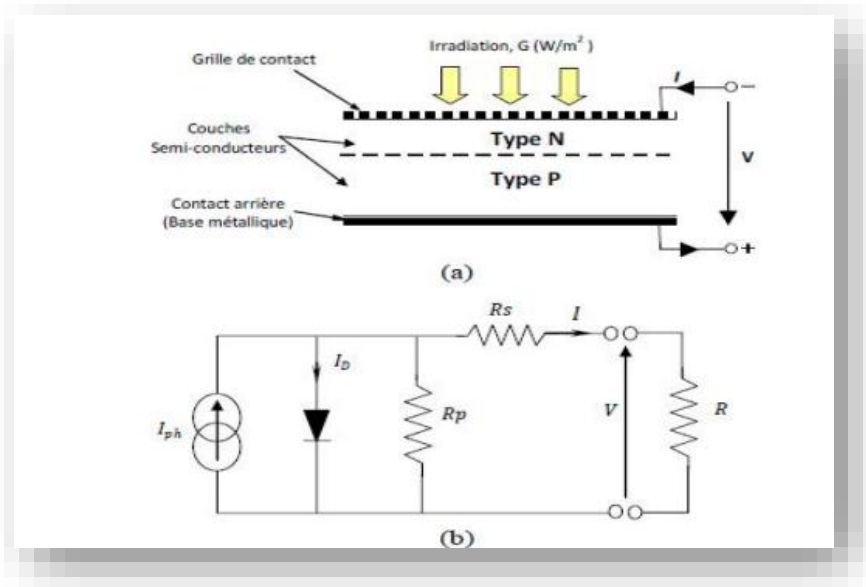 Irradiation, G (W/m² )
Grille de contact
I
−
Couches
Semi-conducteurs
Type N
V
Type P
Contact arrière
(Base métallique)
+
(a)
Rs
I
I_D
I_ph
Rp
V
R
(b)